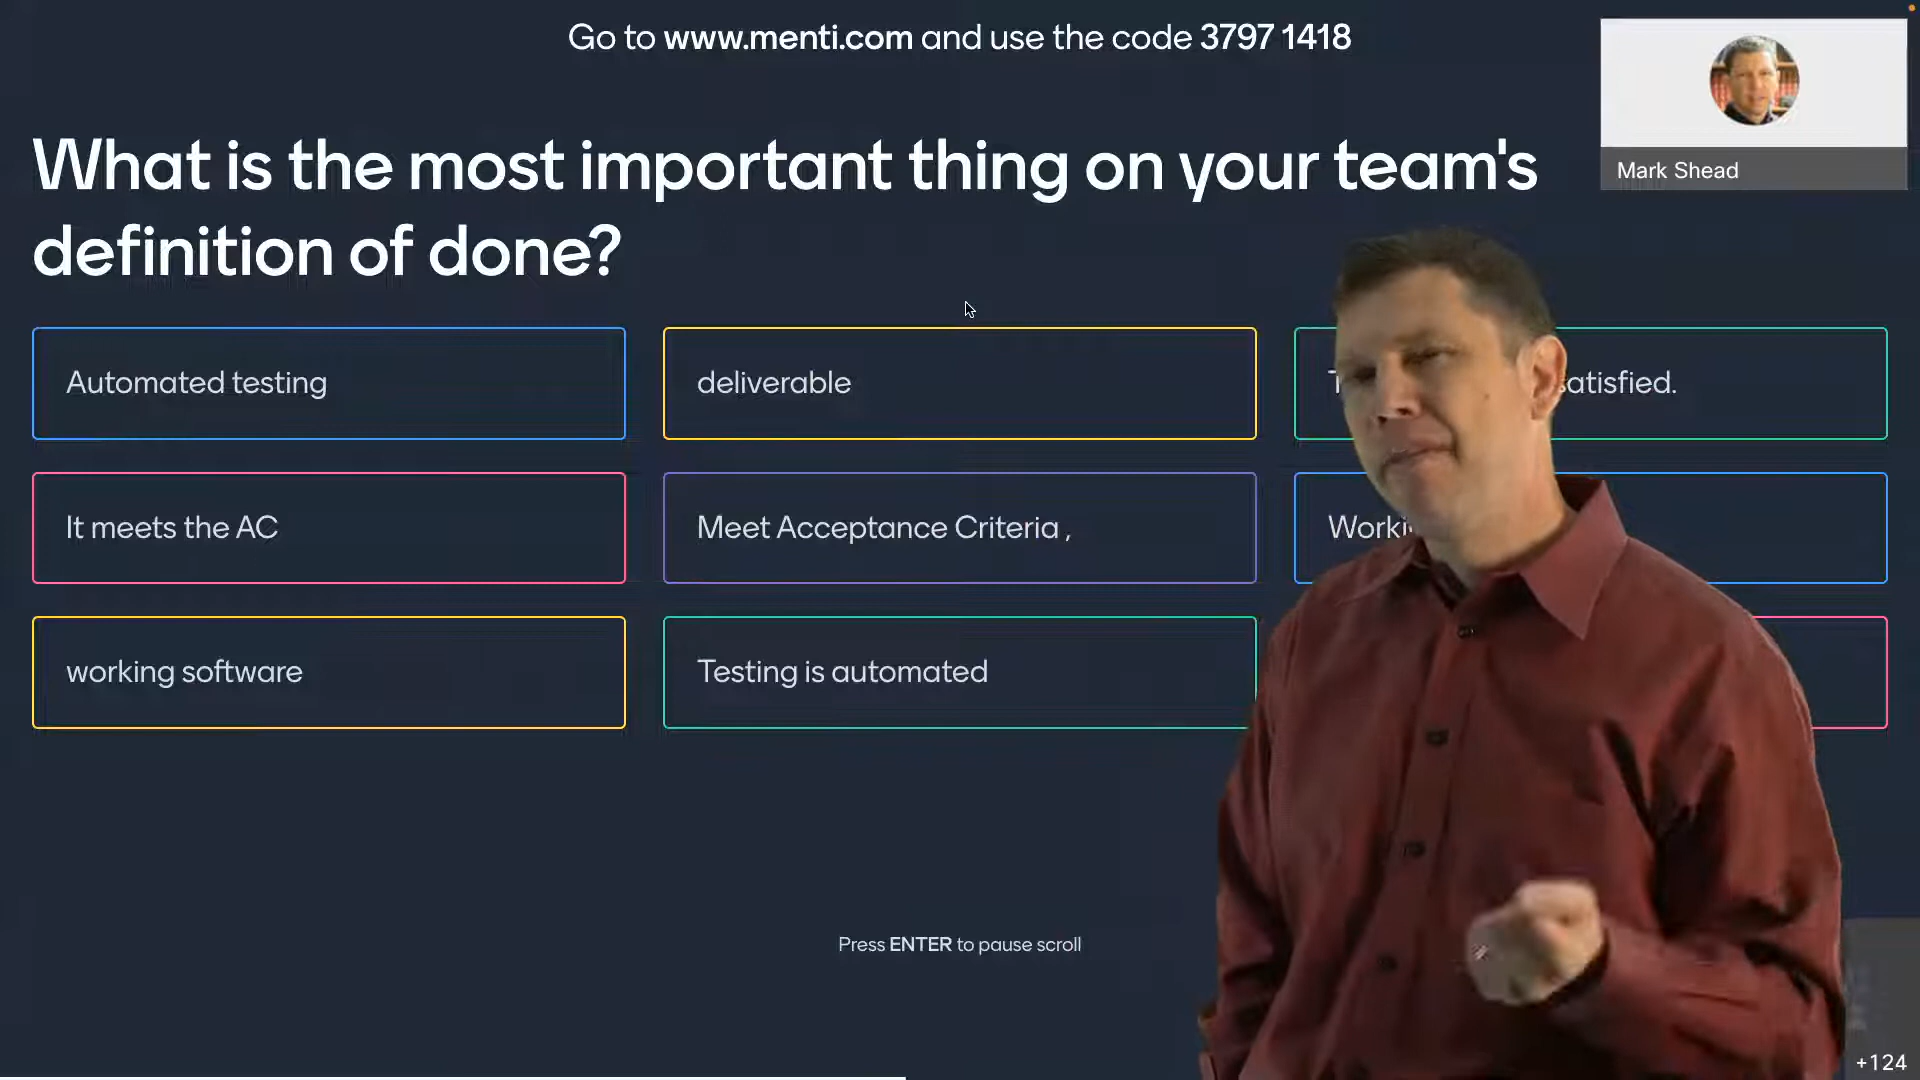 Go to www.menti.com and use the code 3797 1418
Mark Shead
What is the most important thing on your team's
definition of done?
Automated testing
deliverable
satisfied.
It meets the AC
Meet Acceptance Criteria ,
working software
Testing is automated
Press ENTER to pause scroll
+124